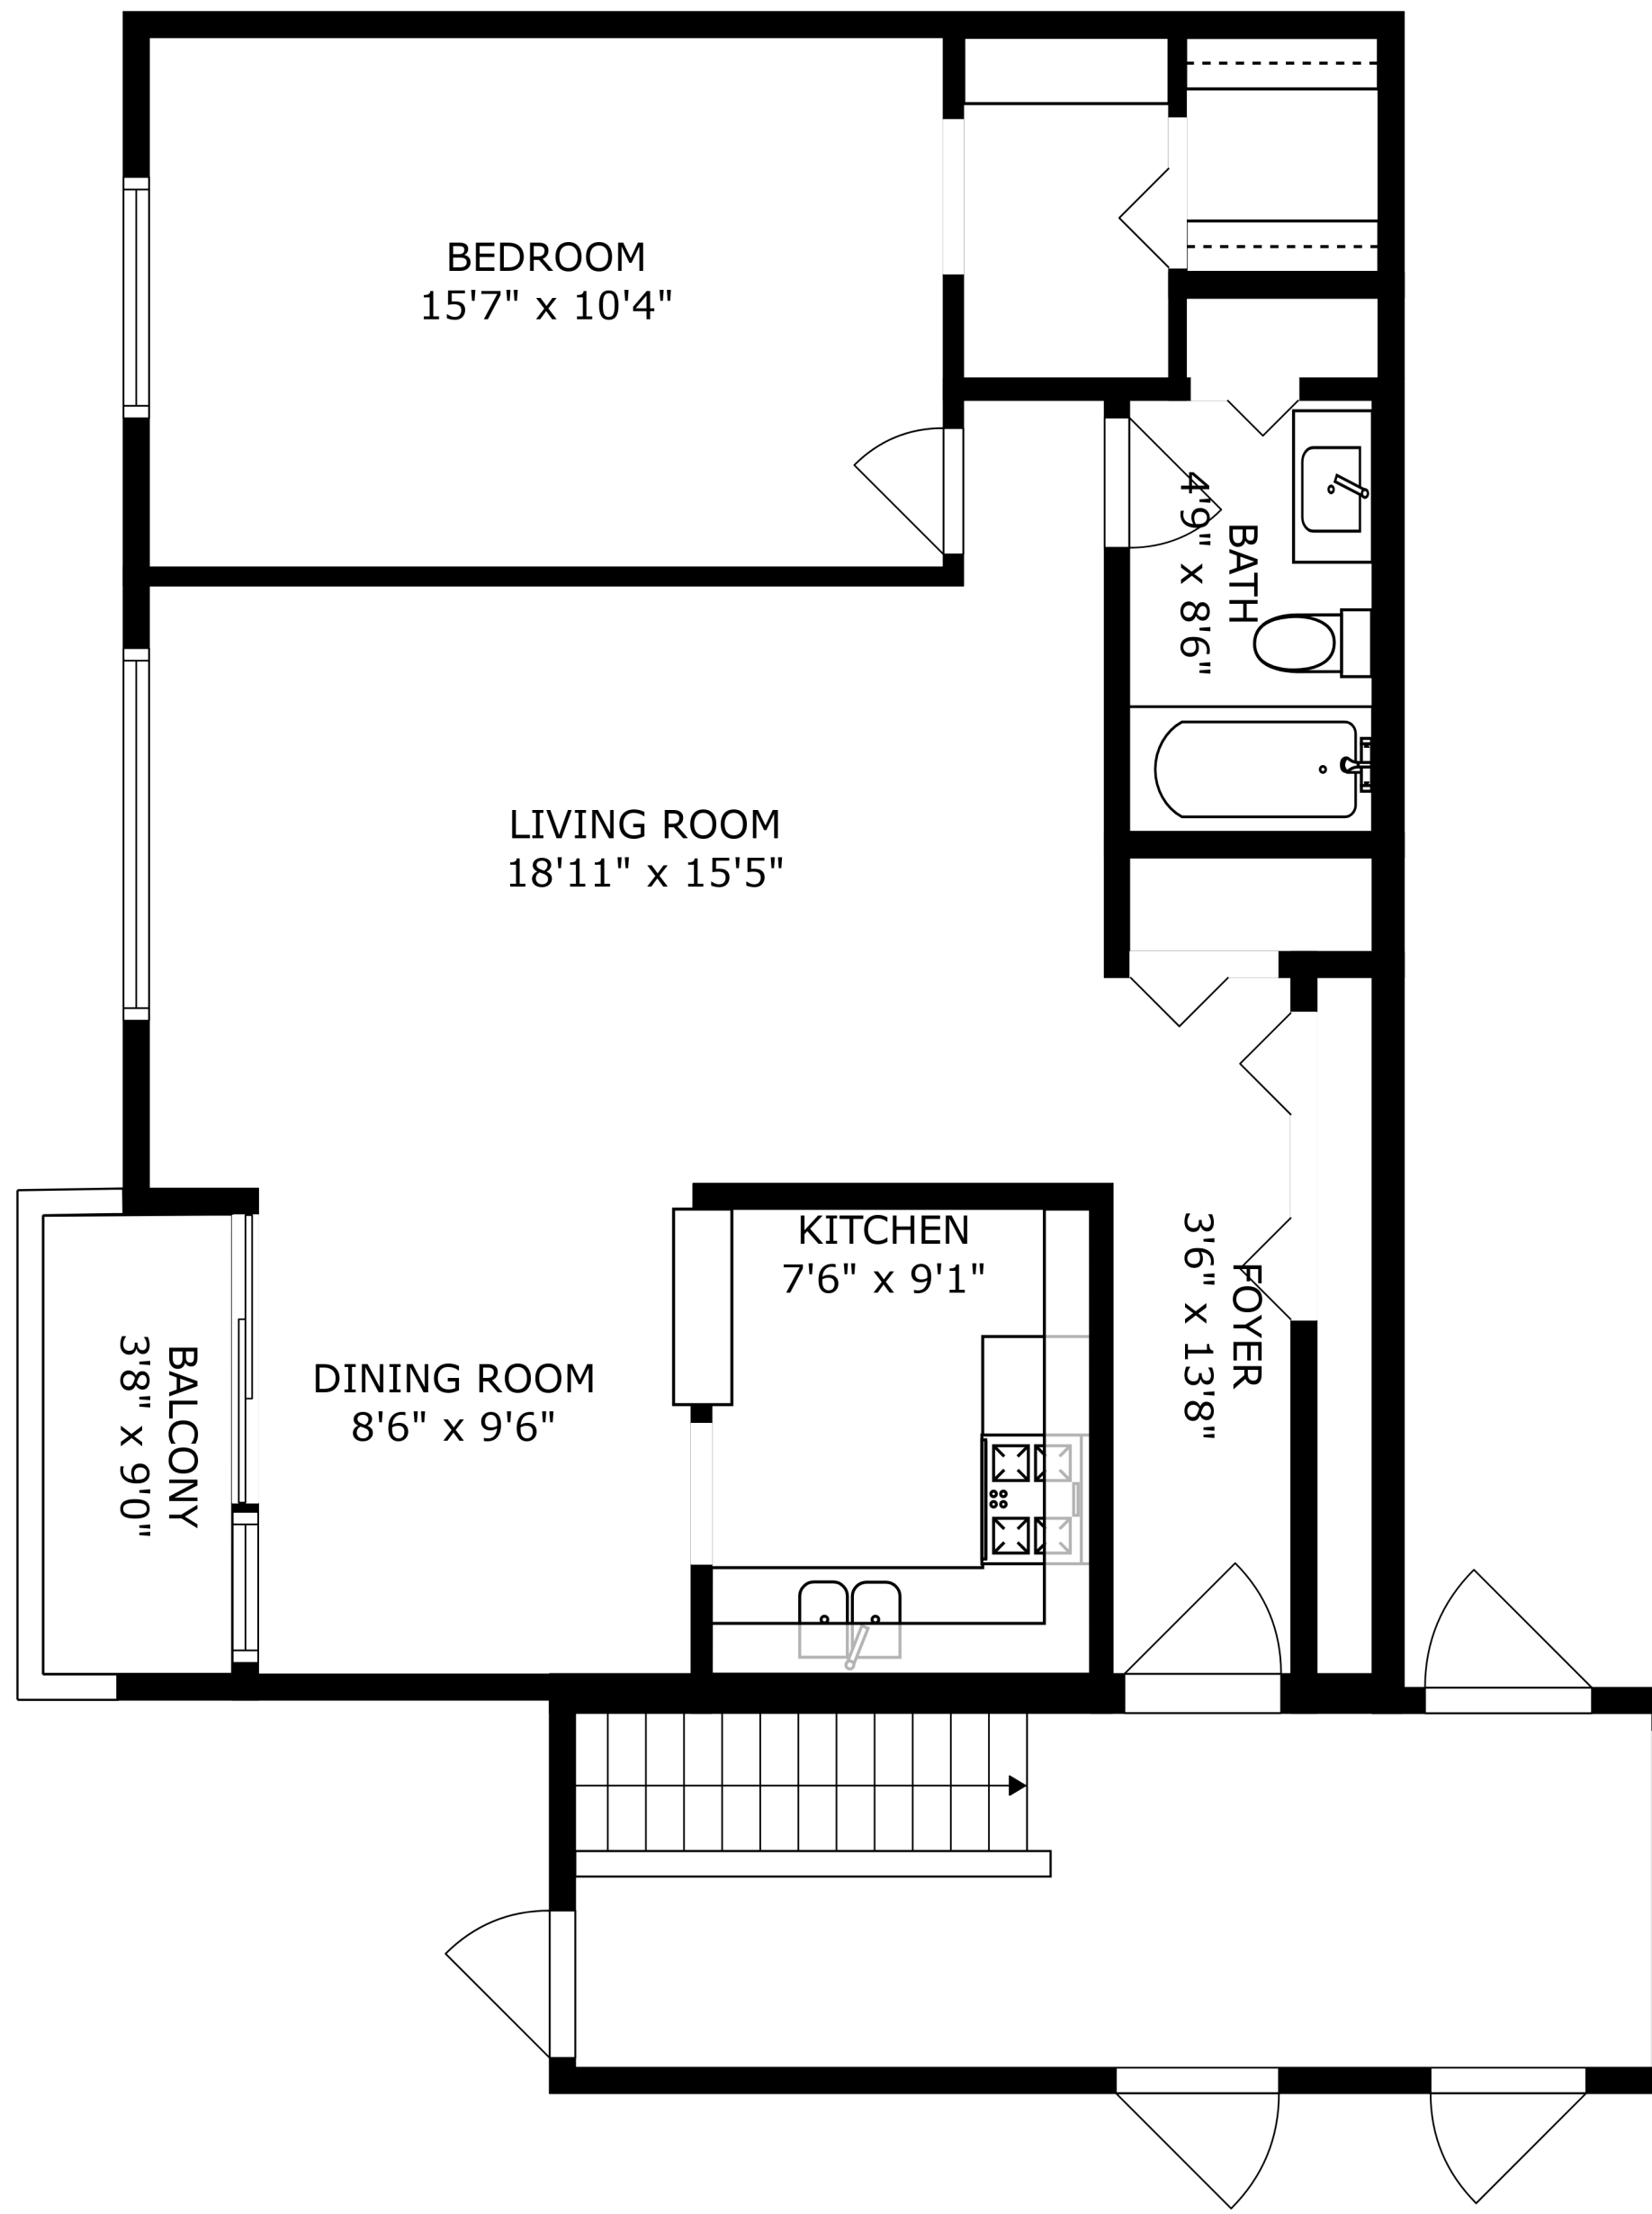 BEDROOM
15'7" x 10'4"
BATH
4'9" x 8'6"
LIVING ROOM
18'11" x 15'5"
KITCHEN
7'6" x 9'1"
FOYER
3'6" x 13'8"
DINING ROOM
8'6" x 9'6"
BALCONY
3'8" x 9'0"